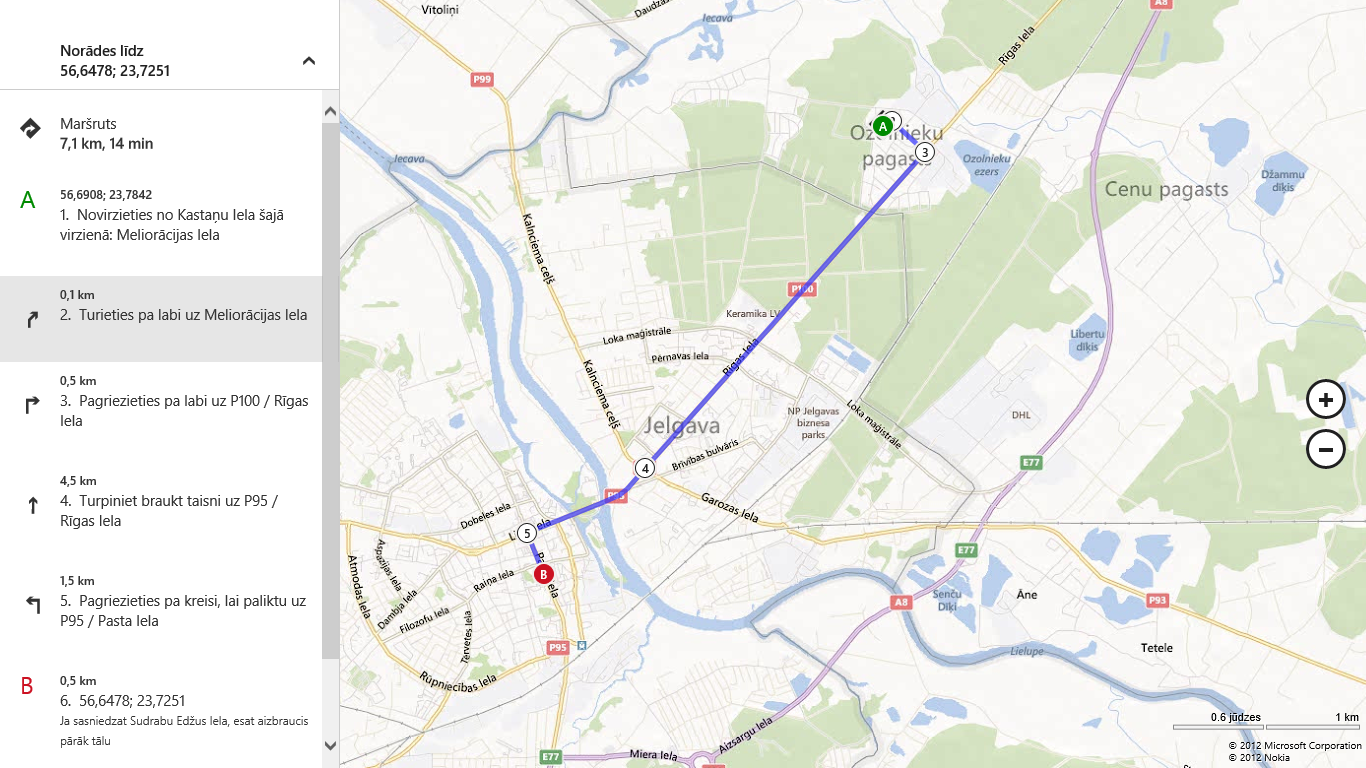 Norādes līdz
56,6478; 23,7251
Maršruts
7,1 km, 14 min
A
56,6908; 23,7842
1. Novirzieties no Kastaņu Iela šajā
virzienā: Meliorācijas Iela
0,1 km
2. Turieties pa labi uz Meliorācijas Iela
0,5 km
3. Pagriezieties pa labi uz P100 / Rīgas
Iela
4,5 km
4. Turpiniet braukt taisni uz P95 /
Rīgas Iela
1,5 km
5. Pagriezieties pa kreisi, lai paliktu uz
P95 / Pasta Iela
B
0,5 km
6. 56,6478; 23,7251
Ja sasniedzat Sudrabu Edžus Iela, esat aizbraucis
pārāk tālu
Vītoliņi
Iecava
A8
Rīgas Iela
P99
A
3
pagasts
Ozolnieku
ezers
Cenu pagasts
Džammu
dīķis
Iecava
Kalnciema ceļš
P100
Keramika LV
Loka maģistrāle
Pērnavas Iela
Rīgas Iela
Libertu
dīķis
Kalnciema ceļš
Jelgava
NP Jelgavas
biznesa
parks
Loka maģistrāle
DHL
4
Brīvības bulvāris
E77
Garozas Iela
Dobeles Iela
5
E77
B
Raiņa Iela
Aspazijas Iela
Atmodas Iela
Dambja Iela
Filozofu Iela
Tērvetes Iela
A8
Senču
Dīķi
Āne
P93
P95
Lielupe
Tetele
Rūpniecības Iela
Aizsargu Iela
Miera Iela
E77
0.6 jūdzes
1 km
© 2012 Microsoft Corporation
© 2012 Nokia